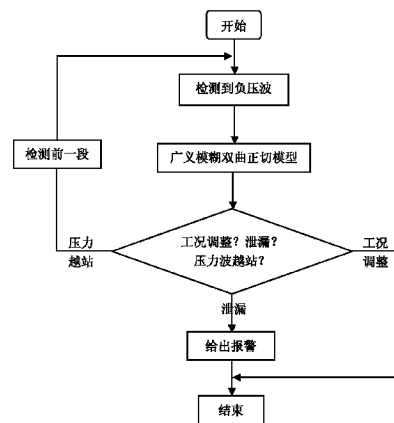 开始
检测到负压波
检测前一段
广义模糊双曲正切模型
压力
越站
工况调整？泄漏？
压力波越站？
工况
调整
泄漏
给出报警
结束